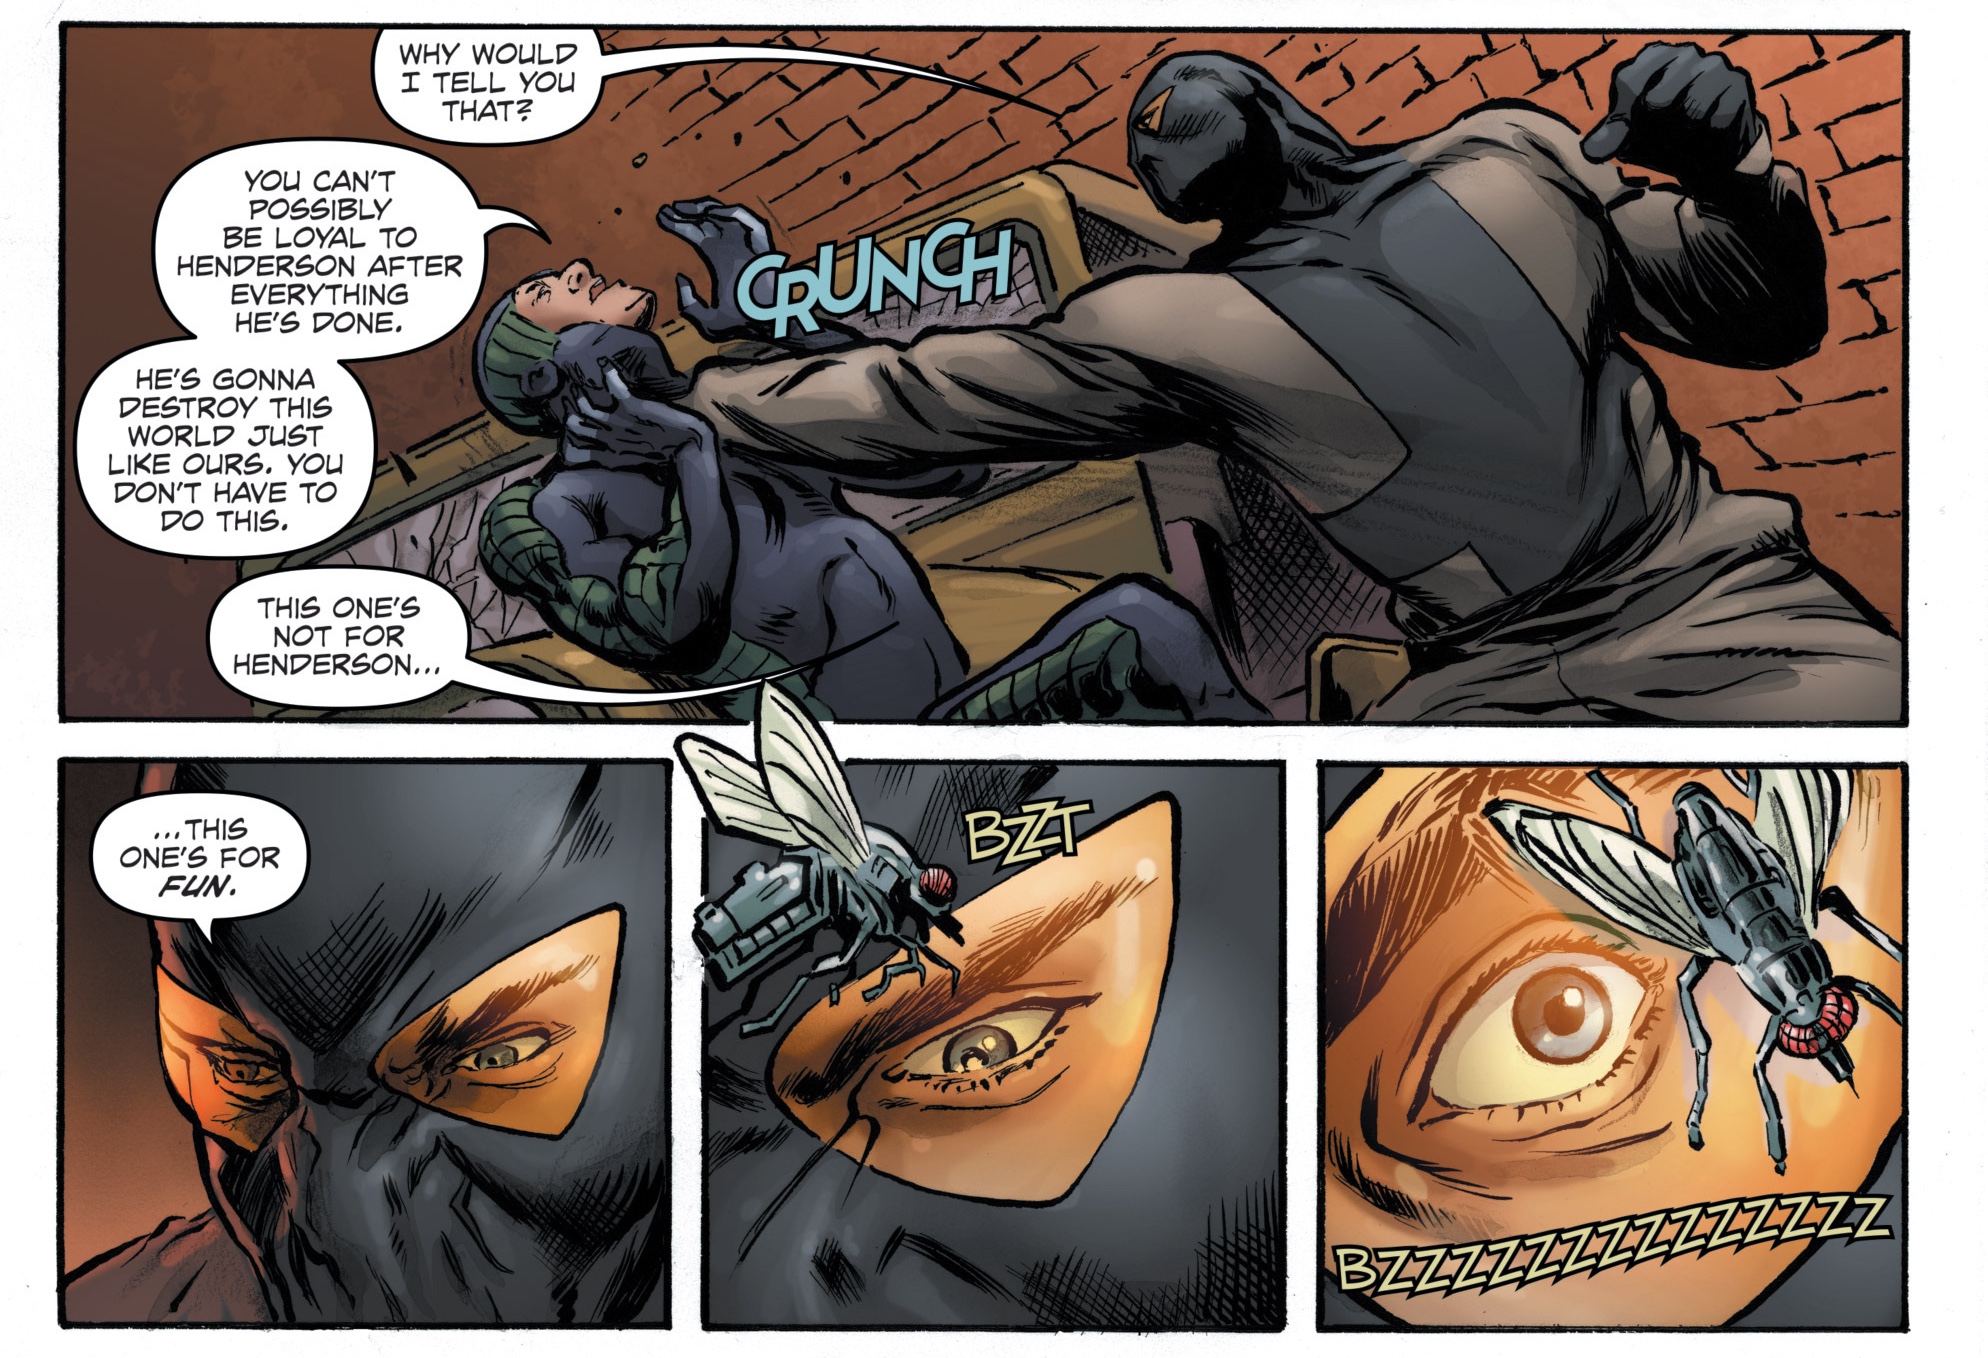 WHY WOULD
I TELL YOU
THAT?
YOU CAN'T
POSSIBLY
BE LOYAL TO
HENDERSON AFTER
EVERYTHING
HE'S DONE.
HE'S GONNA
DESTROY THIS
WORLD JUST
LIKE OURS. YOU
DON'T HAVE TO
DO THIS.
CRUNCH
THIS ONE'S
NOT FOR
HENDERSON...
...THIS
ONE'S FOR
FUN.
BZZT
BZZZZZZZZZZZZZZZ